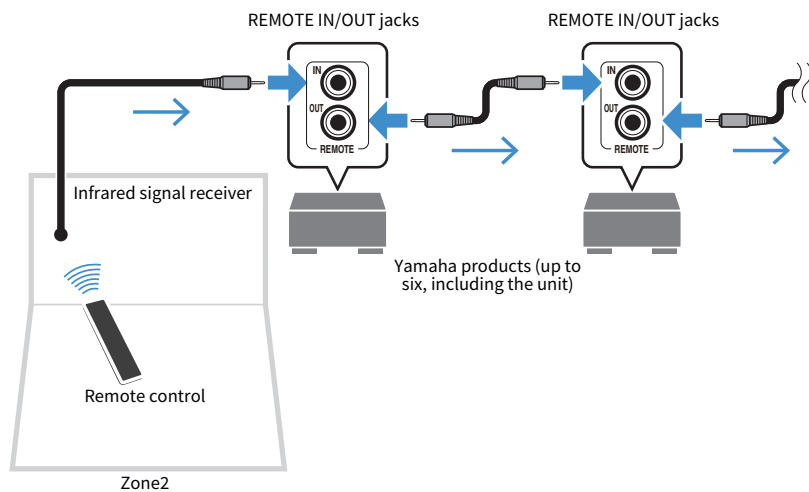 REMOTE IN/OUT jacks
REMOTE IN/OUT jacks
IN
OUT
REMOTE
IN
OUT
REMOTE
Infrared signal receiver
Yamaha products (up to
six, including the unit)
Remote control
Zone2